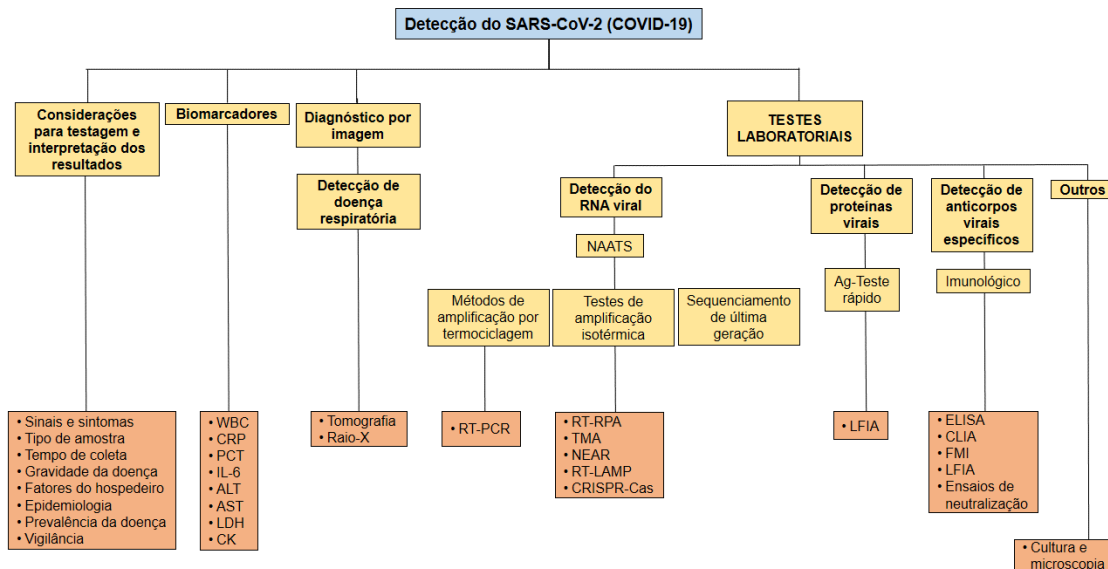 Detecção do SARS-CoV-2 (COVID-19)
Considerações
para testagem e
interpretação dos
resultados
Biomarcadores
Diagnóstico por
imagem
Detecção de
doença
respiratória
TESTES
LABORATORIAIS
Detecção do
RNA viral
NAATS
Métodos de
amplificação por
termociclagem
Testes de
amplificação
isotérmica
Sequenciamento
de última
geração
Detecção de
proteínas
virais
Ag-Teste
rápido
Detecção de
anticorpos
virais
específicos
Imunológico
Outros
• Sinais e sintomas
• Tipo de amostra
• Tempo de coleta
• Gravidade da doença
• Fatores do hospedeiro
• Epidemiologia
• Prevalência da doença
• Vigilância
• WBC
• CRP
• PCT
• IL-6
• ALT
• AST
• LDH
• CK
• Tomografia
• Raio-X
• RT-PCR
• RT-RPA
• TMA
• NEAR
• RT-LAMP
• CRISPR-Cas
• LFIA
• ELISA
• CLIA
• FMI
• LFIA
• Ensaios de
neutralização
• Cultura e
microscopia